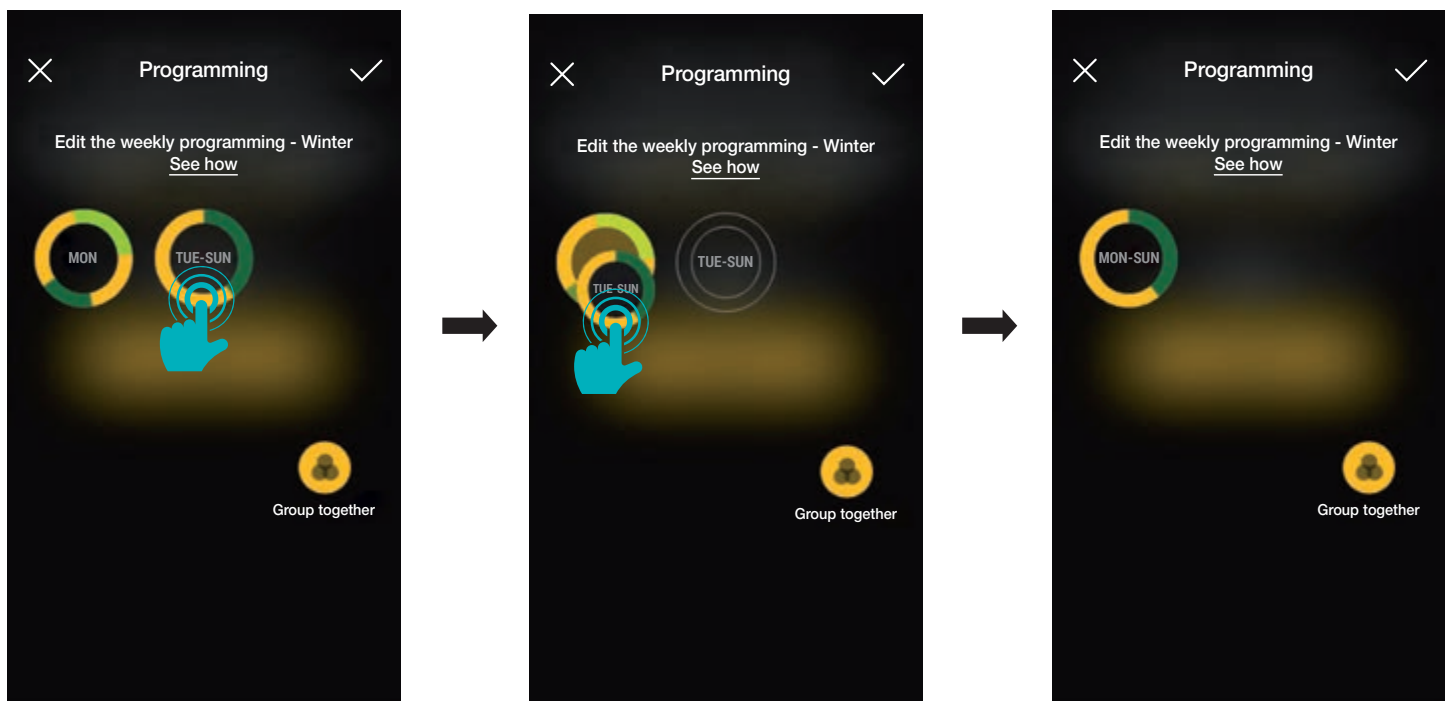 Programming
Edit the weekly programming - Winter
See how
MON
TUE-SUN
Group together
Programming
Edit the weekly programming - Winter
See how
TUE-SUN
TUE-SUN
Group together
Programming
Edit the weekly programming - Winter
See how
MON-SUN
Group together